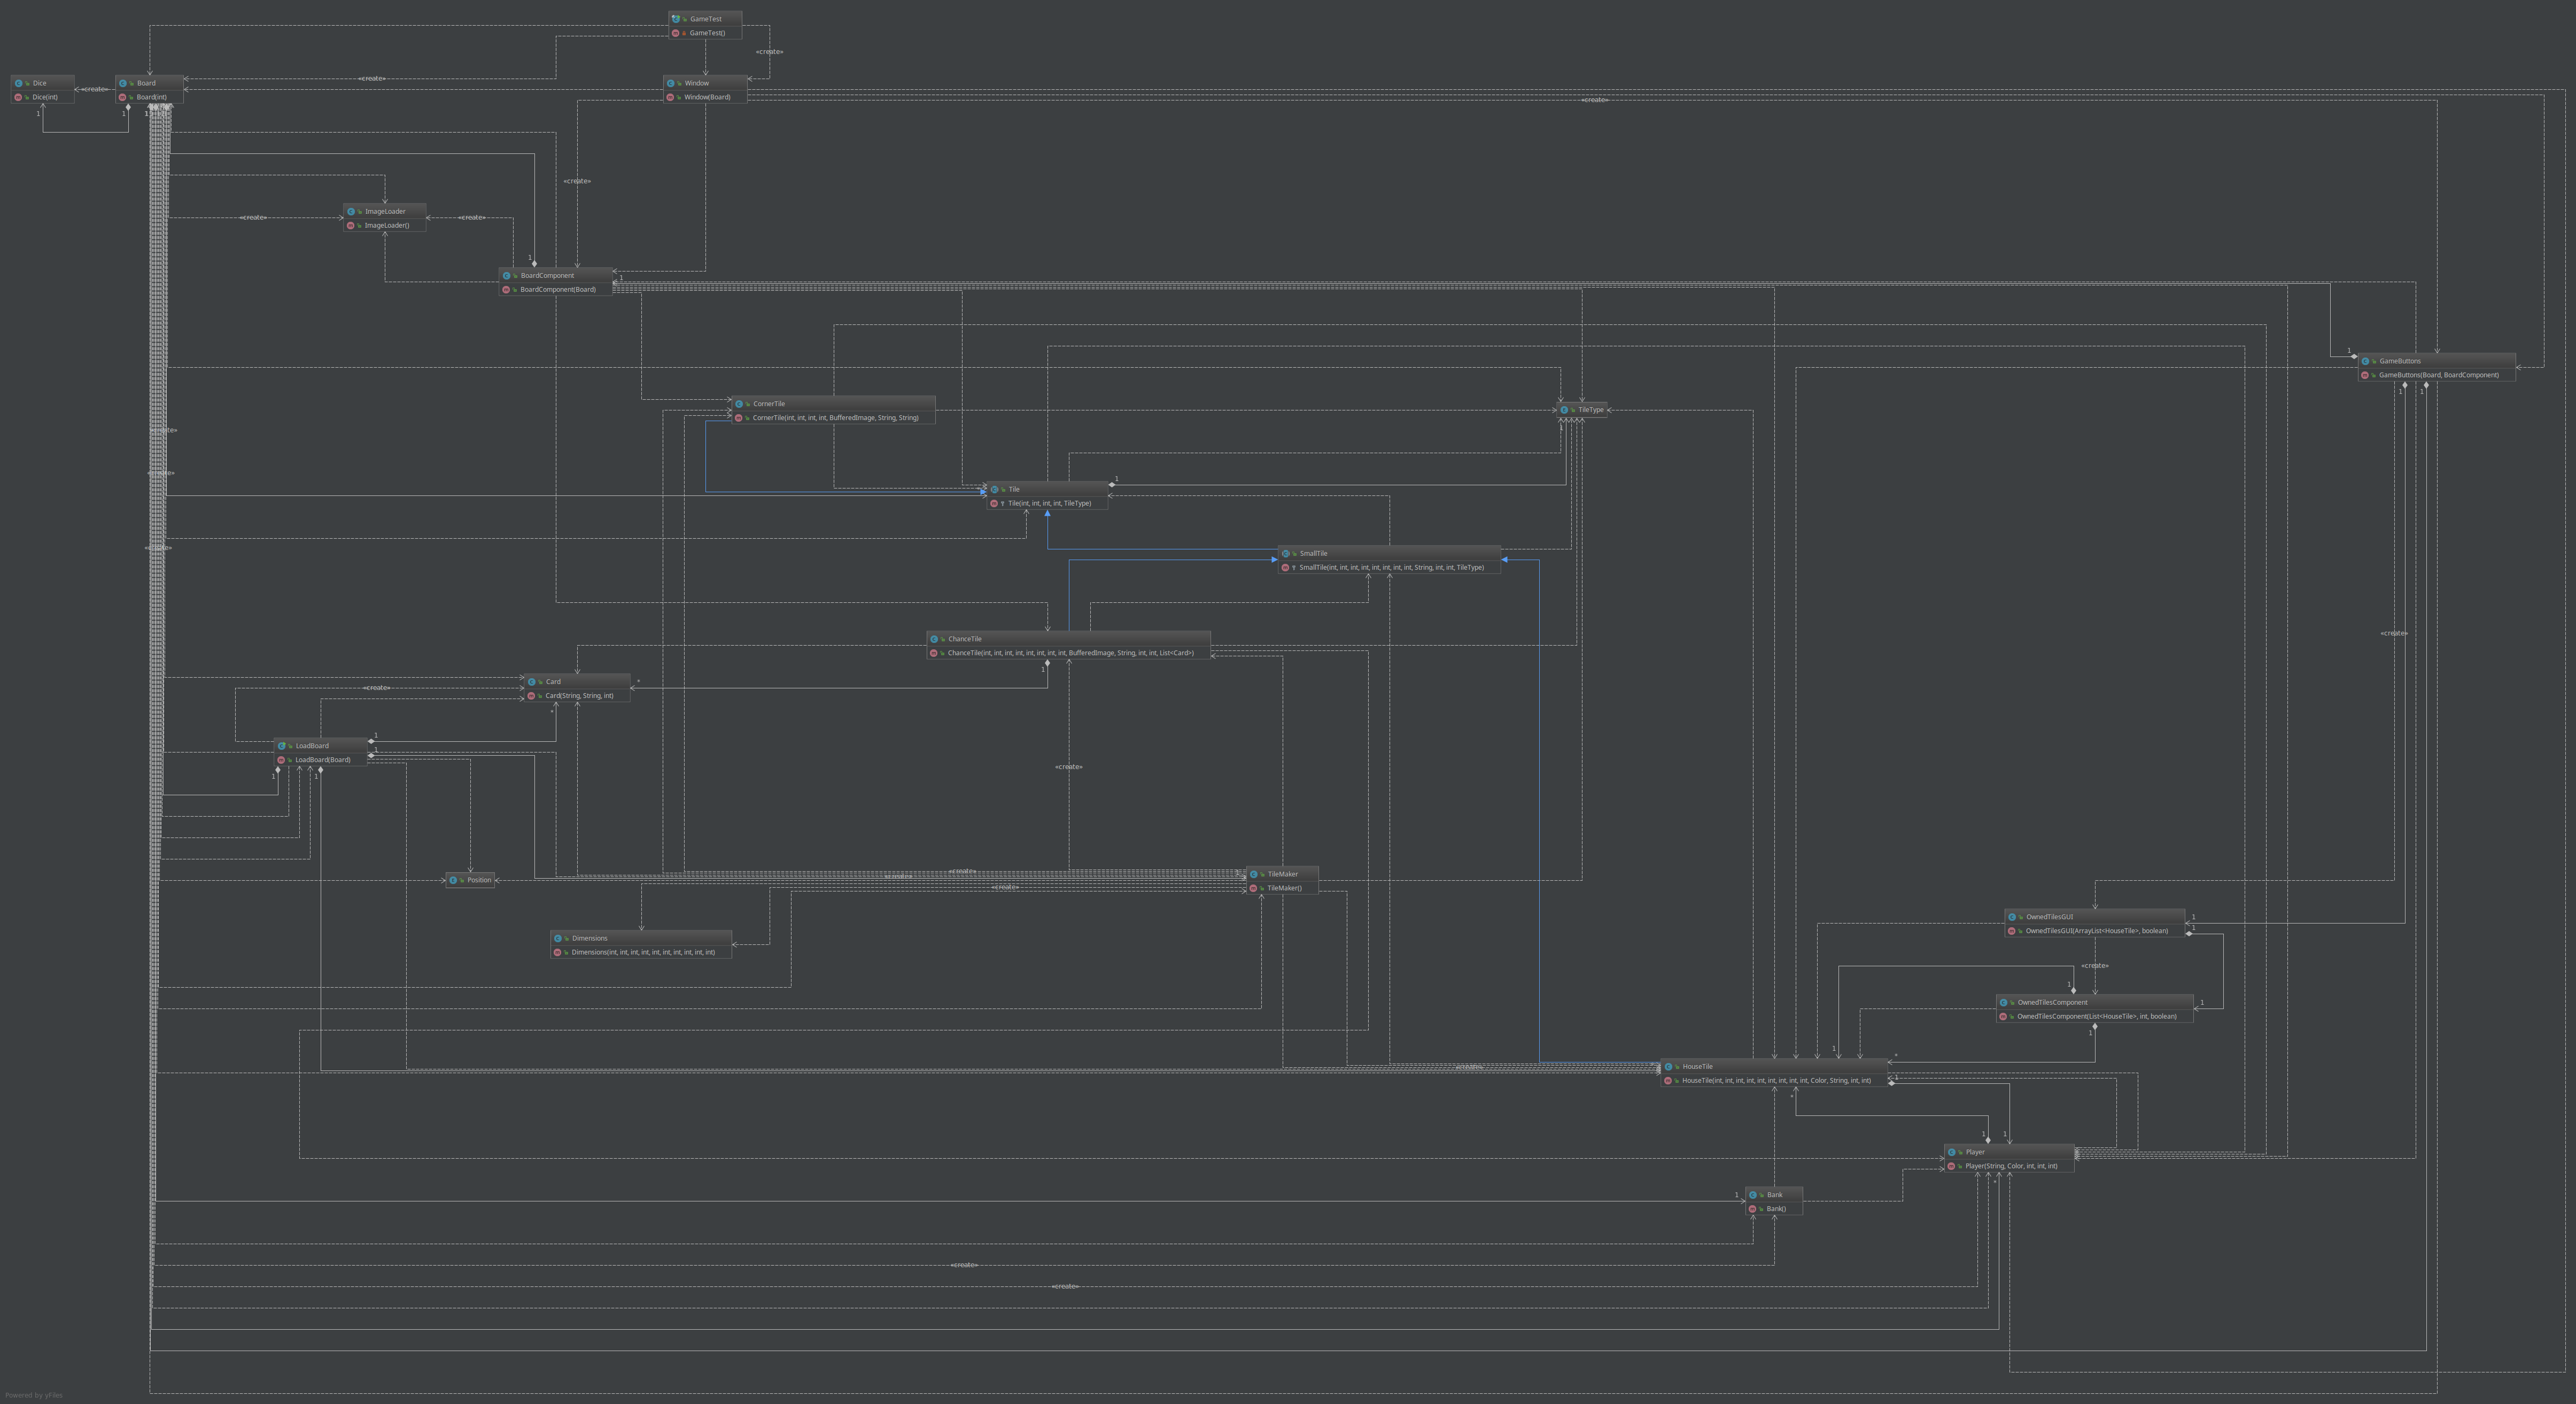 GameTest
GameTest()
«create»
Dice
Dice(int)
«create»
Board
Board(int)
«create»
Window
Window(Board)
«create»
1
1
1
«create»
ImageLoader
ImageLoader()
«create»
«create»
1
BoardComponent
BoardComponent(Board)
1
1
GameButtons
GameButtons(Board, BoardComponent)
1
1
CornerTile
CornerTile(int, int, int, int, BufferedImage, String, String)
TileType
1
«create»
Tile
Tile(int, int, int, int, TileType)
1
SmallTile
SmallTile(int, int, int, int, int, int, int, int, String, int, int, TileType)
«create»
ChanceTile
ChanceTile(int, int, int, int, int, int, int, int, BufferedImage, String, int, int, List<Card>)
1
Card
Card(String, String, int)
*
*
«create»
LoadBoard
LoadBoard(Board)
1
1
1
1
«create»
Position
«create»
«create»
«create»
TileMaker
TileMaker()
Dimensions
Dimensions(int, int, int, int, int, int, int, int, int, int)
OwnedTilesGUI
OwnedTilesGUI(ArrayList<HouseTile>, boolean)
1
1
«create»
1
OwnedTilesComponent
OwnedTilesComponent(List<HouseTile>, int, boolean)
1
1
1
*
«create»
HouseTile
HouseTile(int, int, int, int, int, int, int, int, int, Color, String, int, int)
1
*
1
1
Player
Player(String, Color, int, int, int)
*
1
Bank
Bank()
«create»
«create»
Powered by yFiles